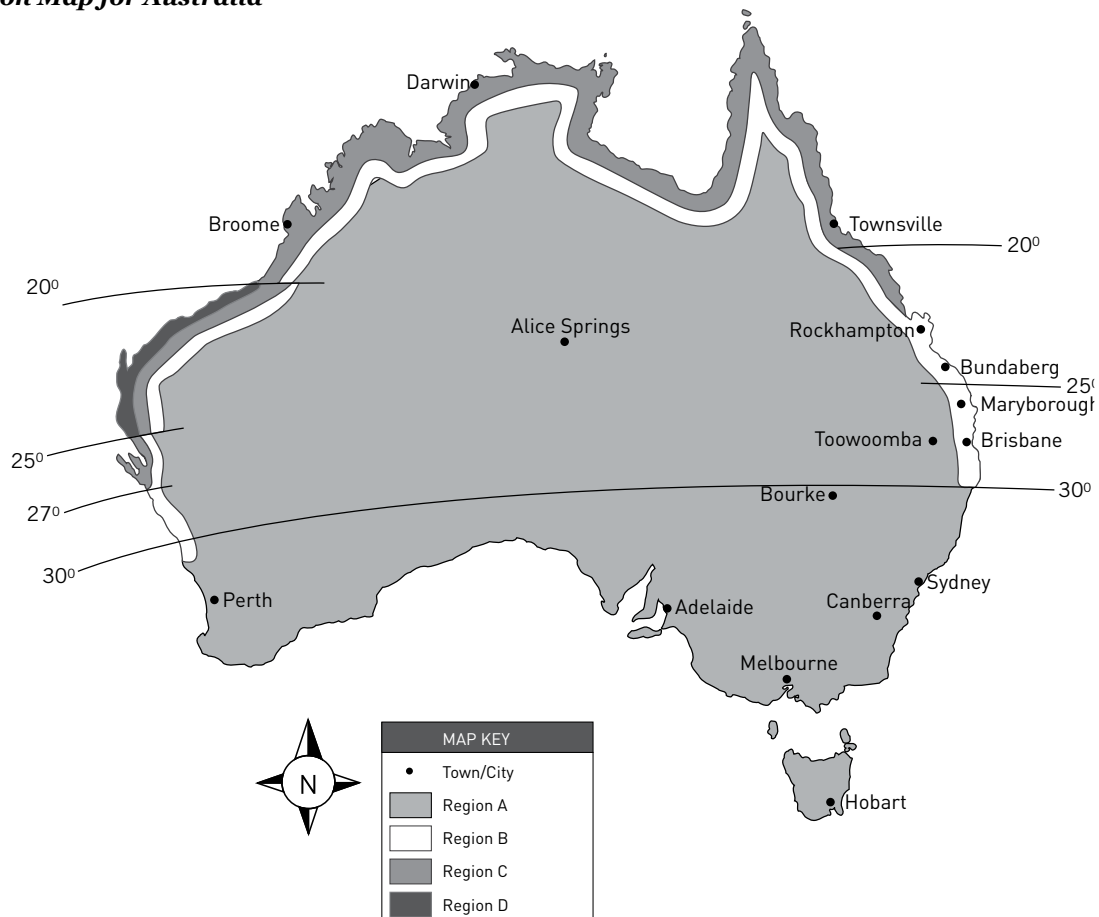 on Map for Australia
Darwin
Broome
Townsville
20⁰
20⁰
Alice Springs
Rockhampton
Bundaberg
25⁰
Maryborough
Toowoomba
Brisbane
25⁰
Bourke
30⁰
27⁰
30⁰
Perth
Sydney
Canberra
Adelaide
Melbourne
MAP KEY
N
Town/City
Region A
Hobart
Region B
Region C
Region D